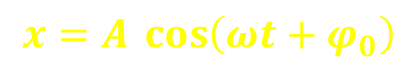 x = A cos(ωt + φ₀)